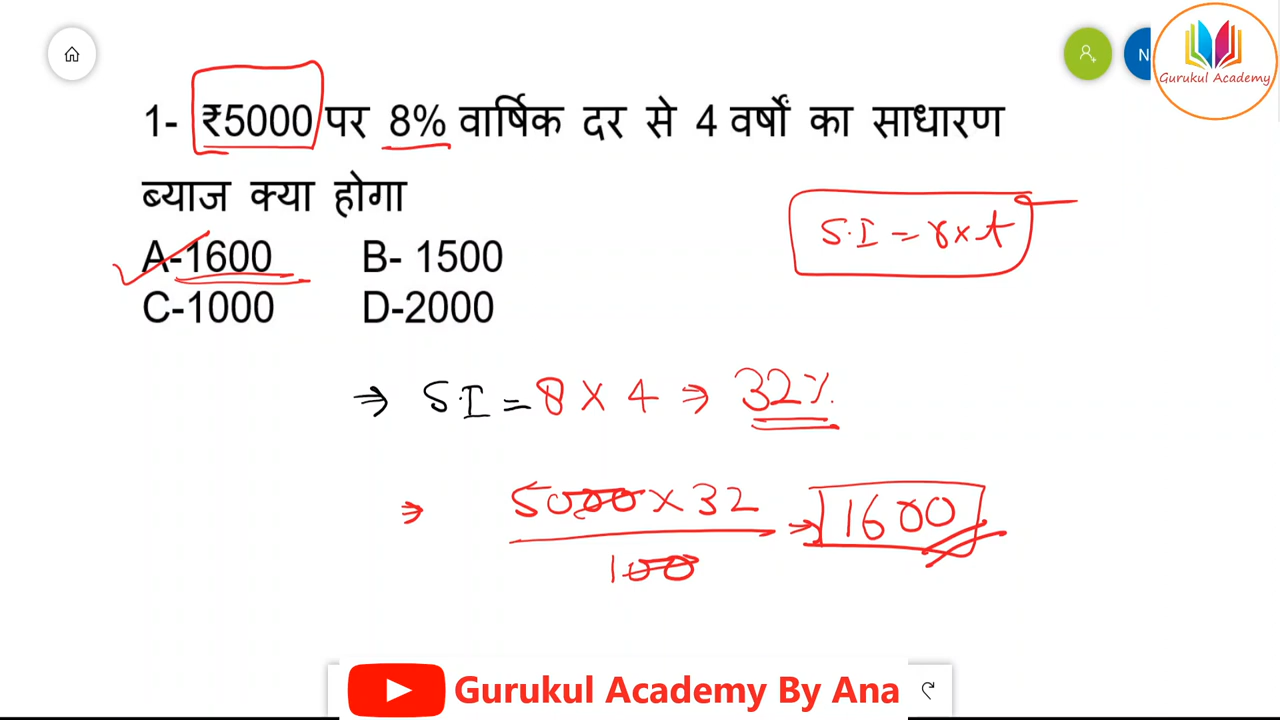 N
Gurukul Academy
1- ₹5000 पर 8% वार्षिक दर से 4 वर्षों का साधारण
ब्याज क्या होगा
S.I = r×t
A-1600 B- 1500
C-1000 D-2000
⇒ S.I = 8 × 4 ⇒ 32%
⇒ 5000 × 32
100
⇒ 1600
Gurukul Academy By Ana